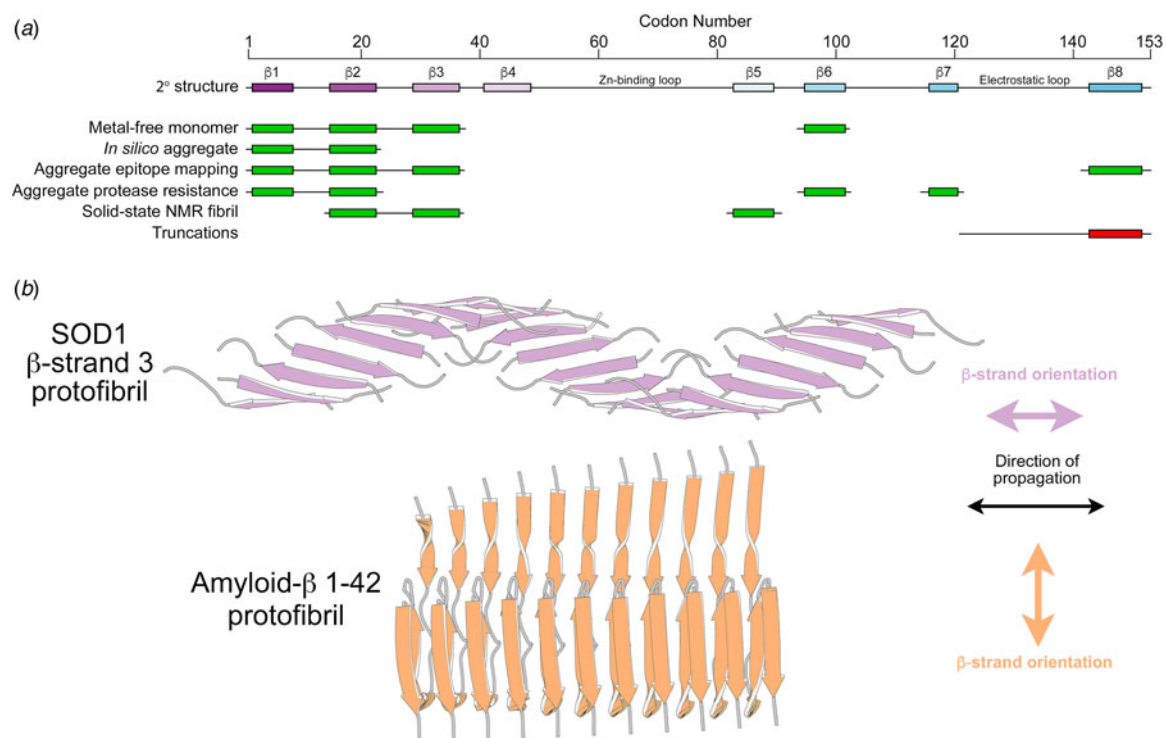 (a)
Codon Number
1 20 40 60 80 100 120 140 153
β1 β2 β3 β4 Zn-binding loop β5 β6 β7 Electrostatic loop β8
2° structure
Metal-free monomer
In silico aggregate
Aggregate epitope mapping
Aggregate protease resistance
Solid-state NMR fibril
Truncations
(b)
SOD1
β-strand 3
protofibril
β-strand orientation
Direction of
propagation
Amyloid-β 1-42
protofibril
β-strand orientation